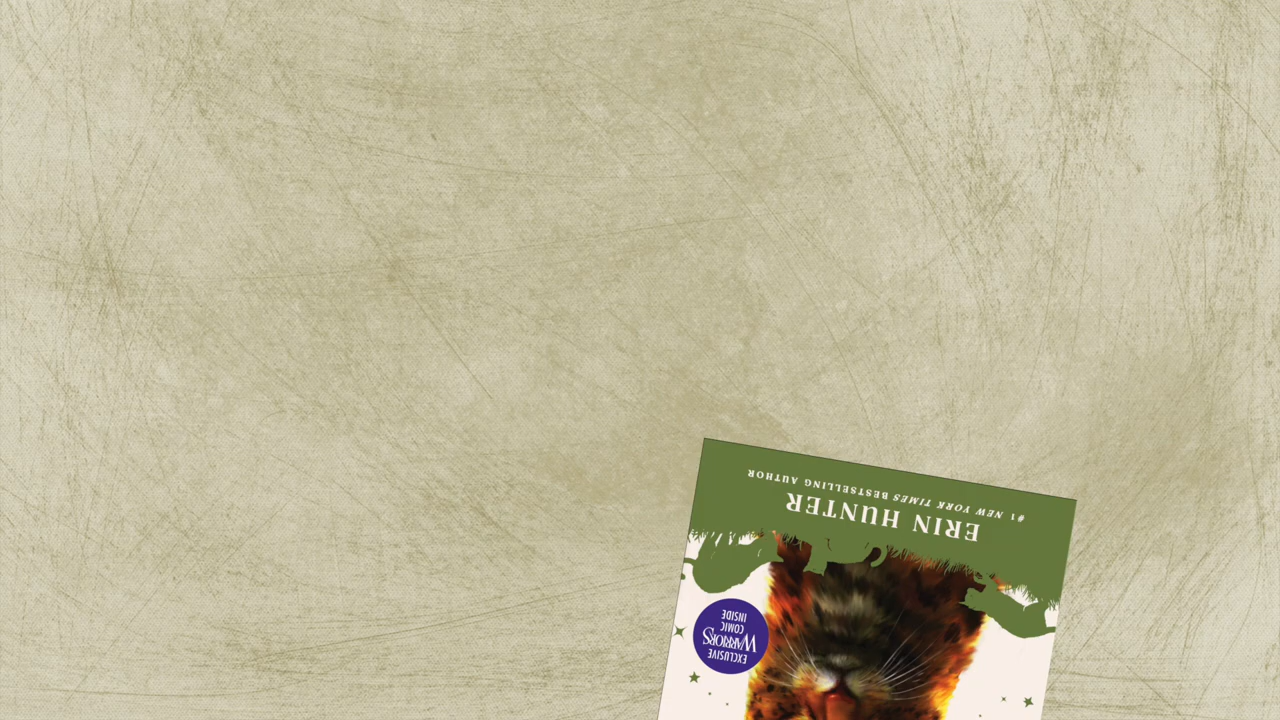 ERIN HUNTER
#1 NEW YORK TIMES BESTSELLING AUTHOR
EXCLUSIVE
WARRIORS
COMIC
INSIDE